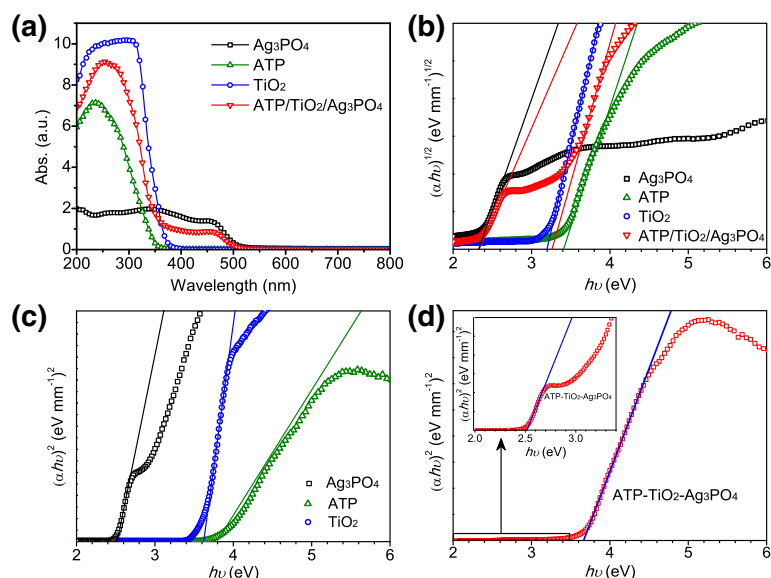 (a)
Abs. (a.u.)
10
8
6
4
2
0
200 300 400 500 600 700 800
Wavelength (nm)
Ag₃PO₄
ATP
TiO₂
ATP/TiO₂/Ag₃PO₄
(b)
(αhυ)¹/² (eV mm⁻¹)¹/²
2 3 4 5 6
hυ (eV)
Ag₃PO₄
ATP
TiO₂
ATP/TiO₂/Ag₃PO₄
(c)
(αhυ)² (eV mm⁻¹)²
2 3 4 5 6
hυ (eV)
Ag₃PO₄
ATP
TiO₂
(d)
(αhυ)² (eV mm⁻¹)²
2 3 4 5 6
hυ (eV)
ATP-TiO₂-Ag₃PO₄
(αhυ)² (eV mm⁻¹)²
2.0 2.5 3.0
hυ (eV)
ATP-TiO₂-Ag₃PO₄